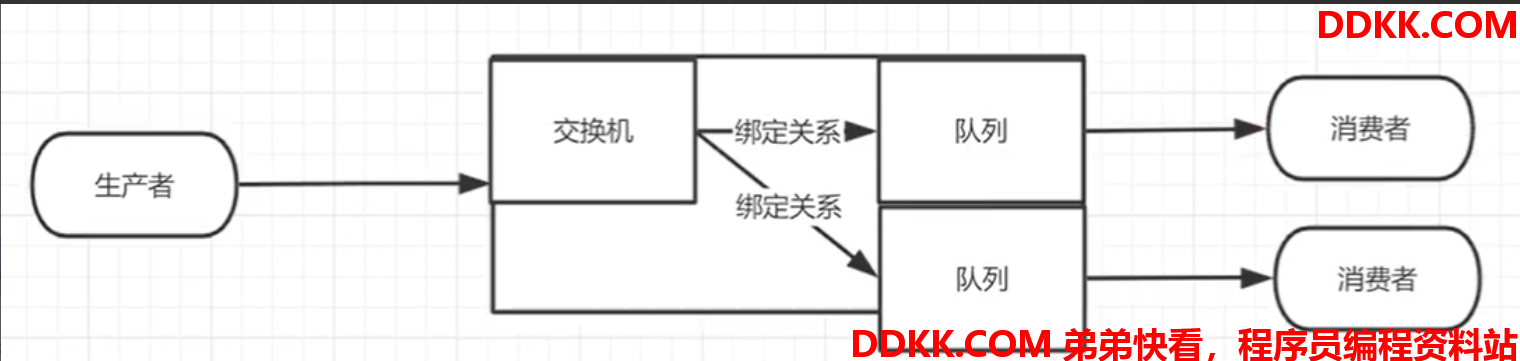 DDKK.COM
交换机
绑定关系
队列
消费者
生产者
绑定关系
队列
消费者
DDKK.COM 弟弟快看，程序员编程资料站